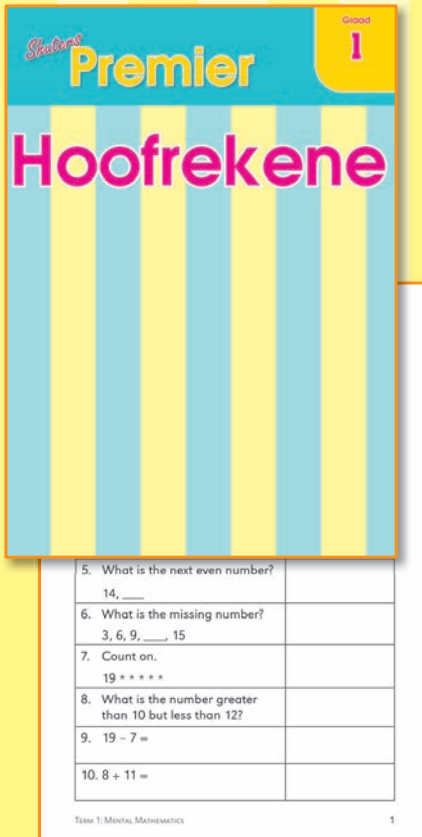 Graad
1
Shuters
Premier
Hoofrekene
5. What is the next even number?
14, ___
6. What is the missing number?
3, 6, 9, ___, 15
7. Count on.
19 * * * * *
8. What is the number greater
than 10 but less than 12?
9. 19 – 7 =
10. 8 + 11 =
Term 1: Mental Mathematics 1